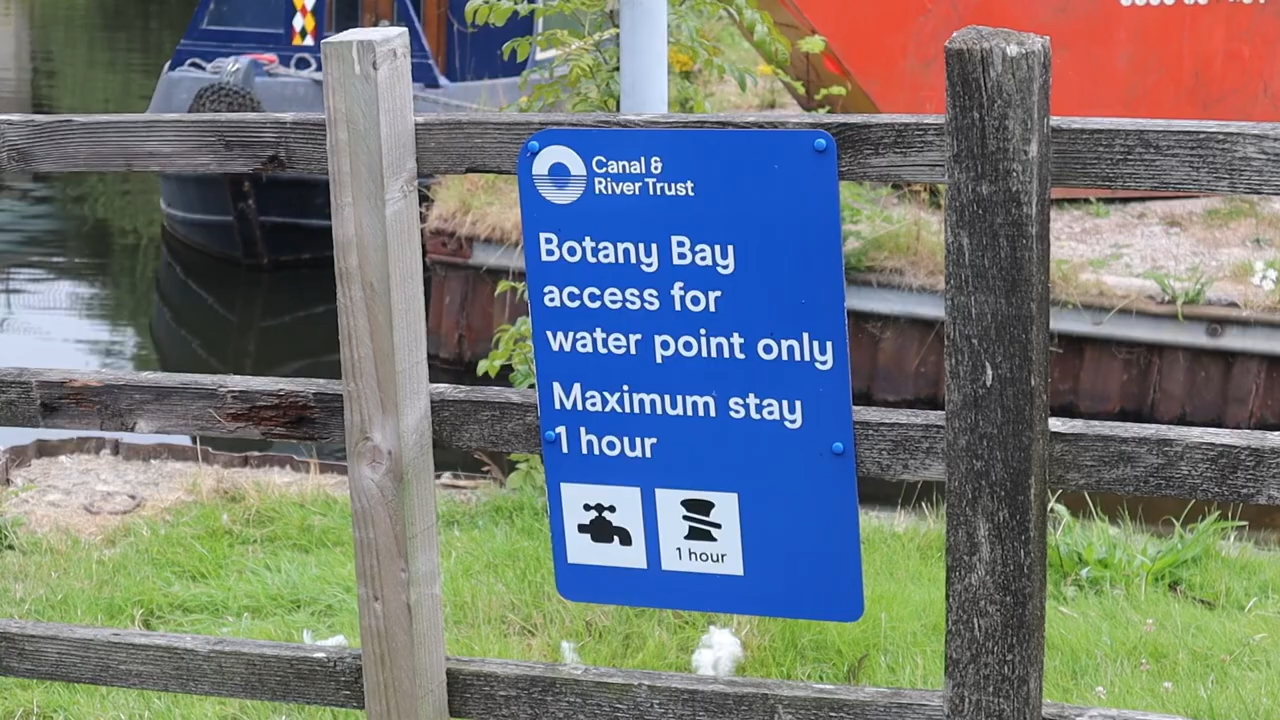 Canal &
River Trust
Botany Bay
access for
water point only
Maximum stay
1 hour
1 hour